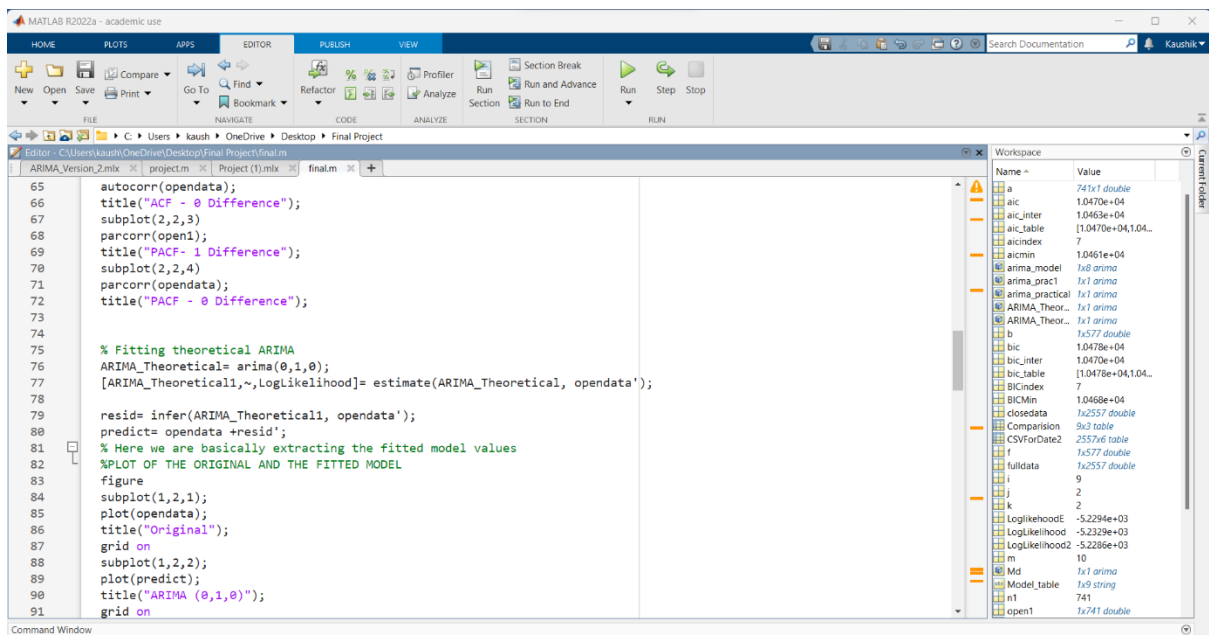 MATLAB R2022a - academic use
HOME PLOTS APPS EDITOR PUBLISH VIEW
Search Documentation Kaushik
New Open Save Compare Print Go To Find Bookmark Refactor Profiler Analyze Run Section Section Break Run and Advance Run to End Run Step Stop
FILE NAVIGATE CODE ANALYZE SECTION RUN
C: Users kaush OneDrive Desktop Final Project
Editor - C:\Users\kaush\OneDrive\Desktop\Final Project\final.m
ARIMA_Version_2.mlx project.m Project (1).mlx final.m +
65 autocorr(opendata);
66 title("ACF - 0 Difference");
67 subplot(2,2,3)
68 parcorr(open1);
69 title("PACF- 1 Difference");
70 subplot(2,2,4)
71 parcorr(opendata);
72 title("PACF - 0 Difference");
73
74
75 % Fitting theoretical ARIMA
76 ARIMA_Theoretical= arima(0,1,0);
77 [ARIMA_Theoretical1,~,LogLikelihood]= estimate(ARIMA_Theoretical, opendata');
78
79 resid= infer(ARIMA_Theoretical1, opendata');
80 predict= opendata +resid';
81 % Here we are basically extracting the fitted model values
82 %PLOT OF THE ORIGINAL AND THE FITTED MODEL
83 figure
84 subplot(1,2,1);
85 plot(opendata);
86 title("Original");
87 grid on
88 subplot(1,2,2);
89 plot(predict);
90 title("ARIMA (0,1,0)");
91 grid on
Command Window
Workspace
Name Value
a 741x1 double
aic 1.0470e+04
aic_inter 1.0463e+04
aic_table [1.0470e+04,1.04...
aicindex 7
aicmin 1.0461e+04
arima_model 1x8 arima
arima_prac1 1x1 arima
arima_practical 1x1 arima
ARIMA_Theor... 1x1 arima
ARIMA_Theor... 1x1 arima
b 1x577 double
bic 1.0478e+04
bic_inter 1.0470e+04
bic_table [1.0478e+04,1.04...
BICindex 7
BICMin 1.0468e+04
closedata 1x2557 double
Comparision 9x3 table
CSVForDate2 2557x6 table
f 1x577 double
fulldata 1x2557 double
i 9
j 2
k 2
LoglikehoodE -5.2294e+03
LogLikelihood -5.2329e+03
LogLikelihood2 -5.2286e+03
m 10
Md 1x1 arima
Model_table 1x9 string
n1 741
open1 1x741 double
Current Folder